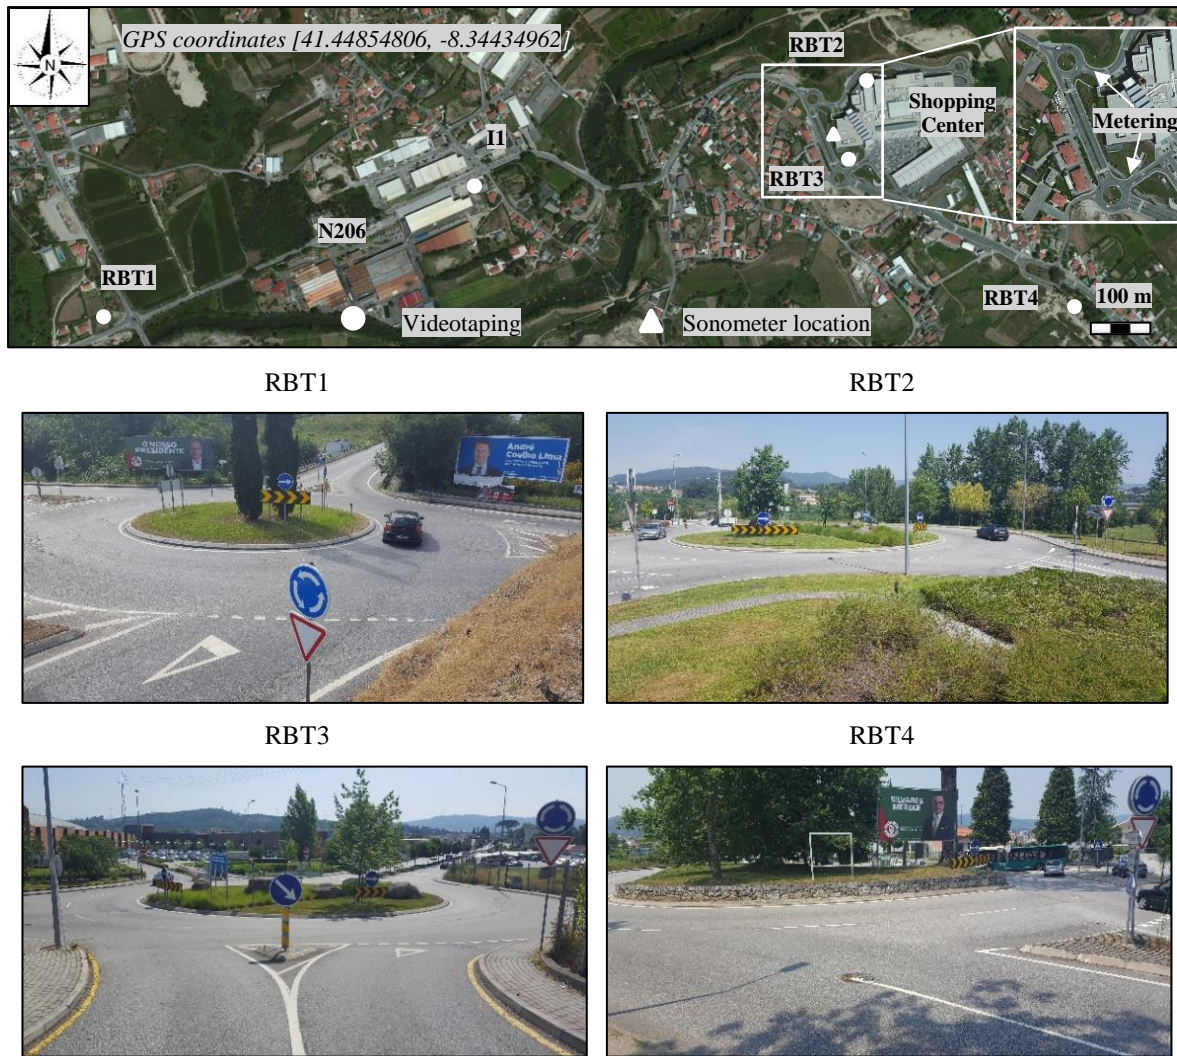 N
GPS coordinates [41.44854806, -8.34434962]
RBT2
Shopping
Center
Metering
I1
RBT3
N206
RBT1
RBT4
100 m
Videotaping
Sonometer location
RBT1
RBT2
O NOSSO
PRESIDENTE
André
Coelho Lima
RBT3
RBT4
SILVARES